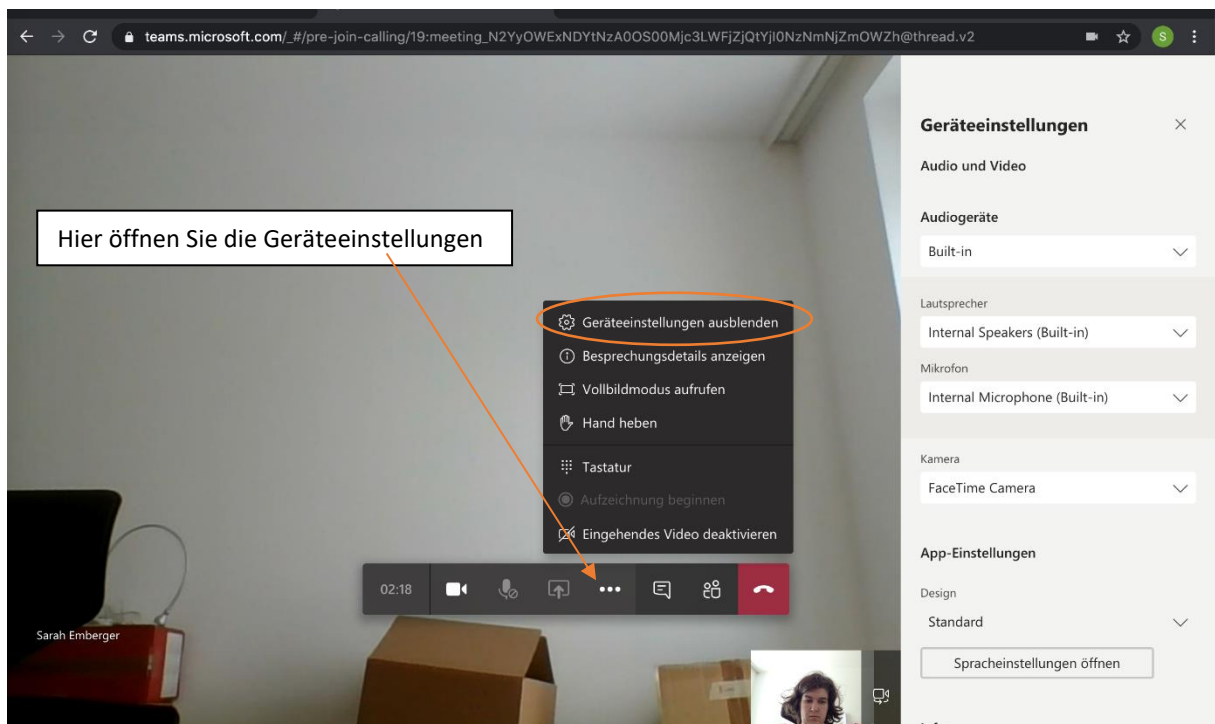 teams.microsoft.com/_#/pre-join-calling/19:meeting_N2YyOWExNDYtNzA0OS00Mjc3LWFjZjQtYjI0NzNmNjZmOWZh@thread.v2
S
Hier öffnen Sie die Geräteeinstellungen
Geräteeinstellungen ausblenden
Besprechungsdetails anzeigen
Vollbildmodus aufrufen
Hand heben
Tastatur
Aufzeichnung beginnen
Eingehendes Video deaktivieren
02:18
Sarah Emberger
Geräteeinstellungen
Audio und Video
Audiogeräte
Built-in
Lautsprecher
Internal Speakers (Built-in)
Mikrofon
Internal Microphone (Built-in)
Kamera
FaceTime Camera
App-Einstellungen
Design
Standard
Spracheinstellungen öffnen